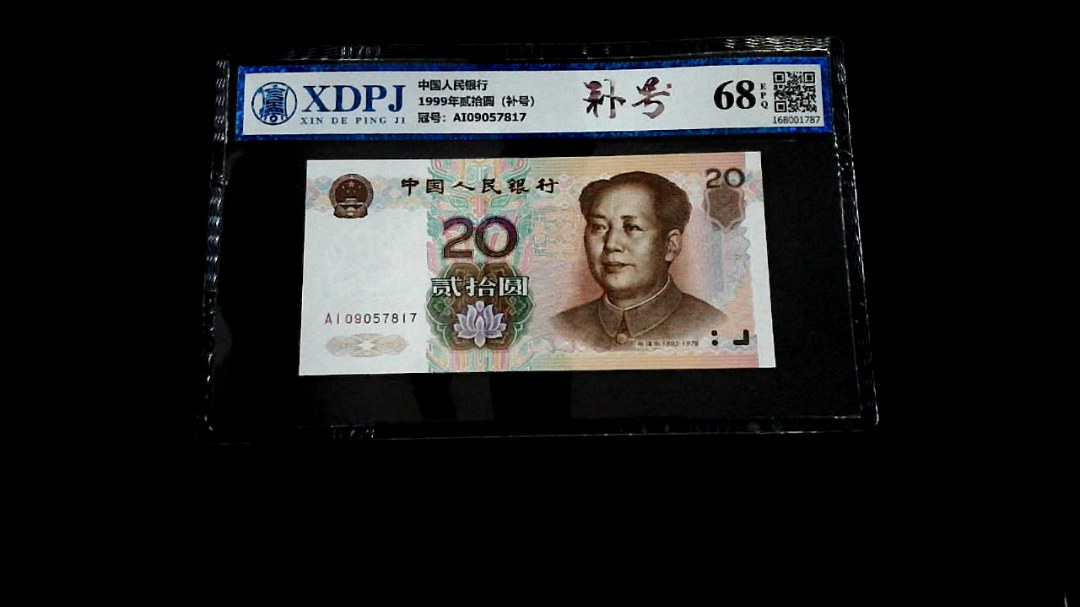 XDPJ
XIN DE PING JI
中国人民银行
1999年贰拾圆（补号）
冠号：AI09057817
补号
68
EPQ
168001787
中国人民银行
20
20
贰拾圆
AI09057817
1893-1976